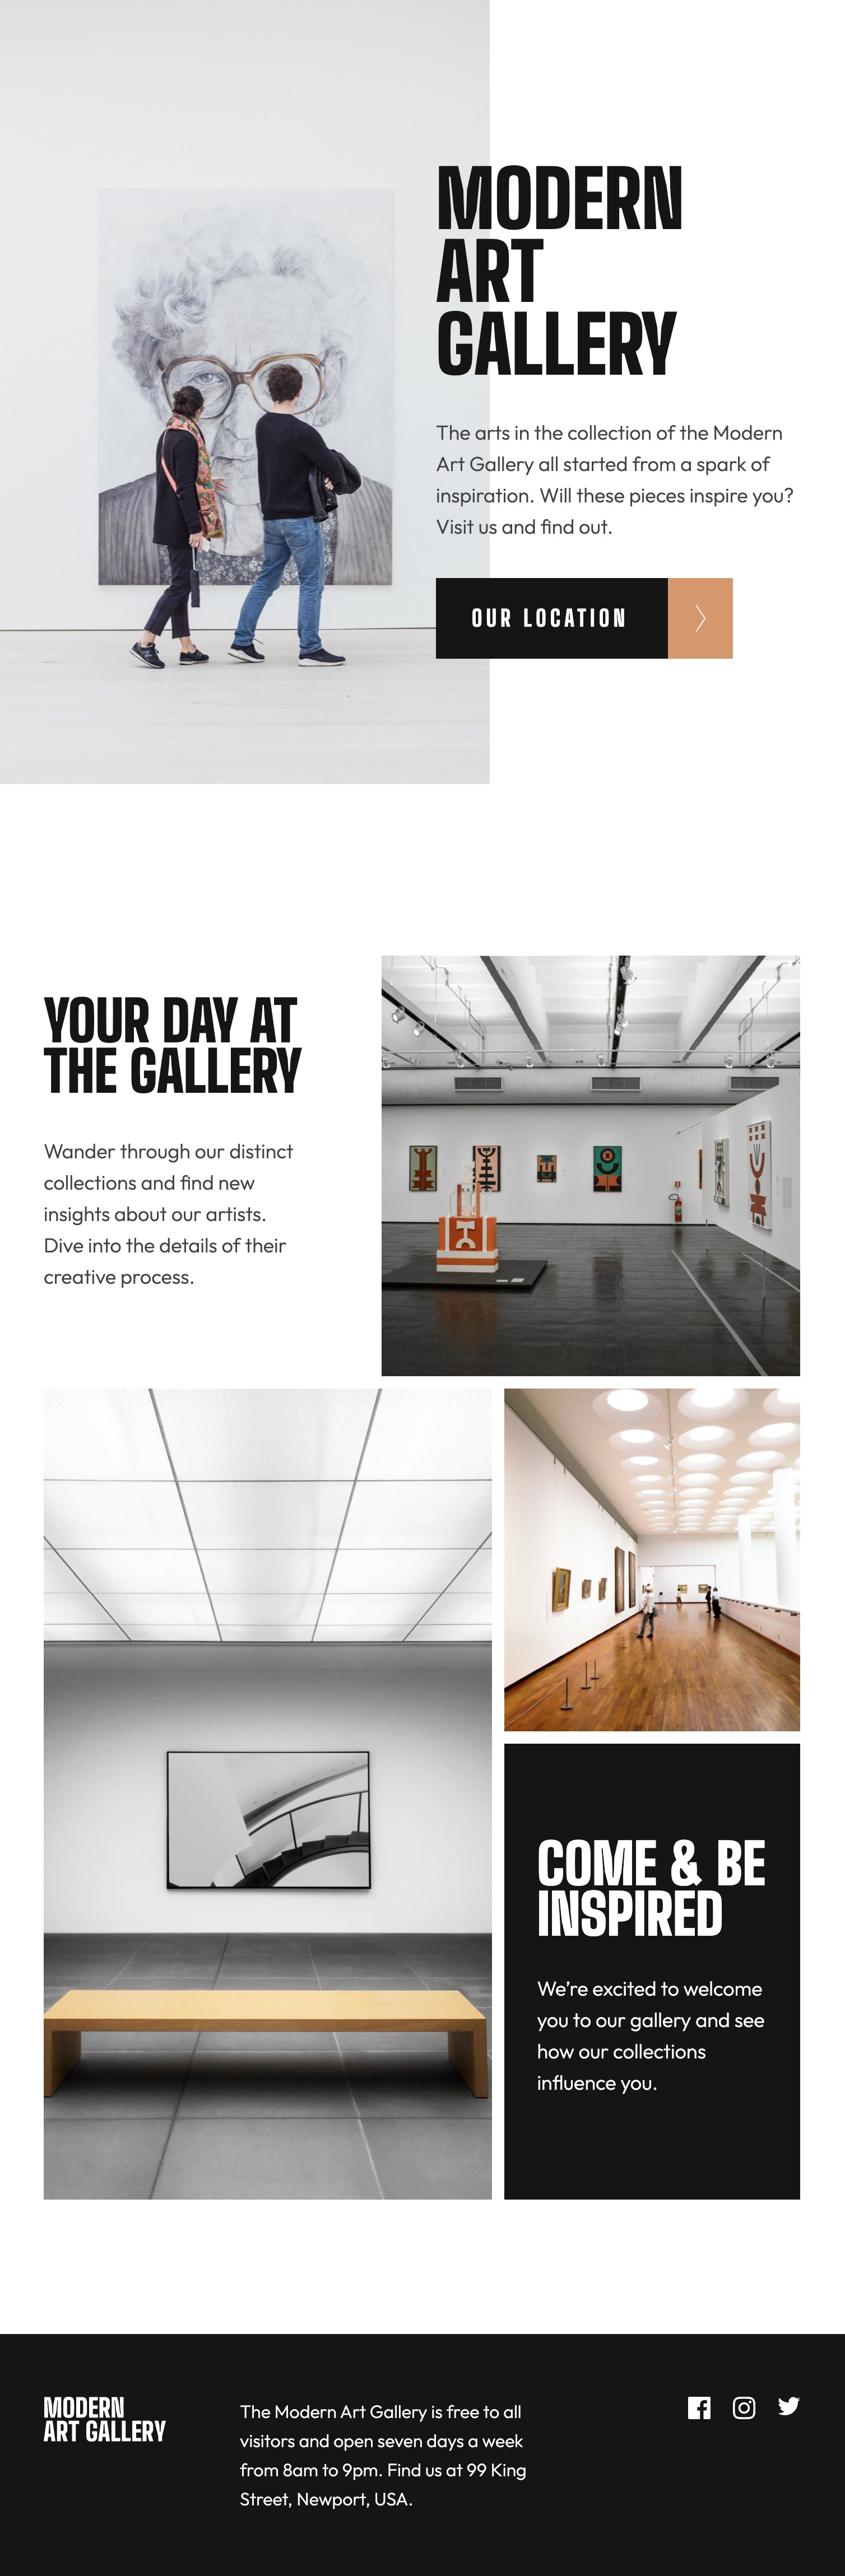 MODERN
ART
GALLERY
The arts in the collection of the Modern
Art Gallery all started from a spark of
inspiration. Will these pieces inspire you?
Visit us and find out.
OUR LOCATION
YOUR DAY AT
THE GALLERY
Wander through our distinct
collections and find new
insights about our artists.
Dive into the details of their
creative process.
COME & BE
INSPIRED
We’re excited to welcome
you to our gallery and see
how our collections
influence you.
MODERN
ART GALLERY
The Modern Art Gallery is free to all
visitors and open seven days a week
from 8am to 9pm. Find us at 99 King
Street, Newport, USA.